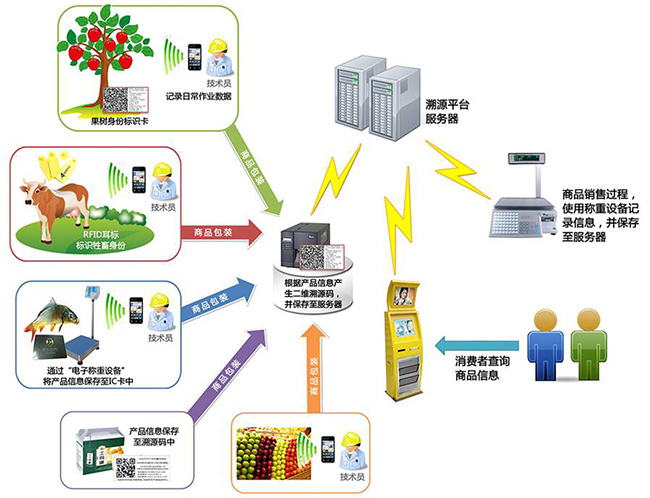 技术员
记录日常作业数据
果树身份标识卡
商品包装
技术员
RFID耳标
标识牲畜身份
商品包装
技术员
通过“电子称重设备”
将产品信息保存至IC卡中
商品包装
产品信息保存
至溯源码中
商品包装
技术员
商品包装
根据产品信息产
生二维溯源码，
并保存至服务器
溯源平台
服务器
商品销售过程，
使用称重设备记
录信息，并保存
至服务器
消费者查询
商品信息